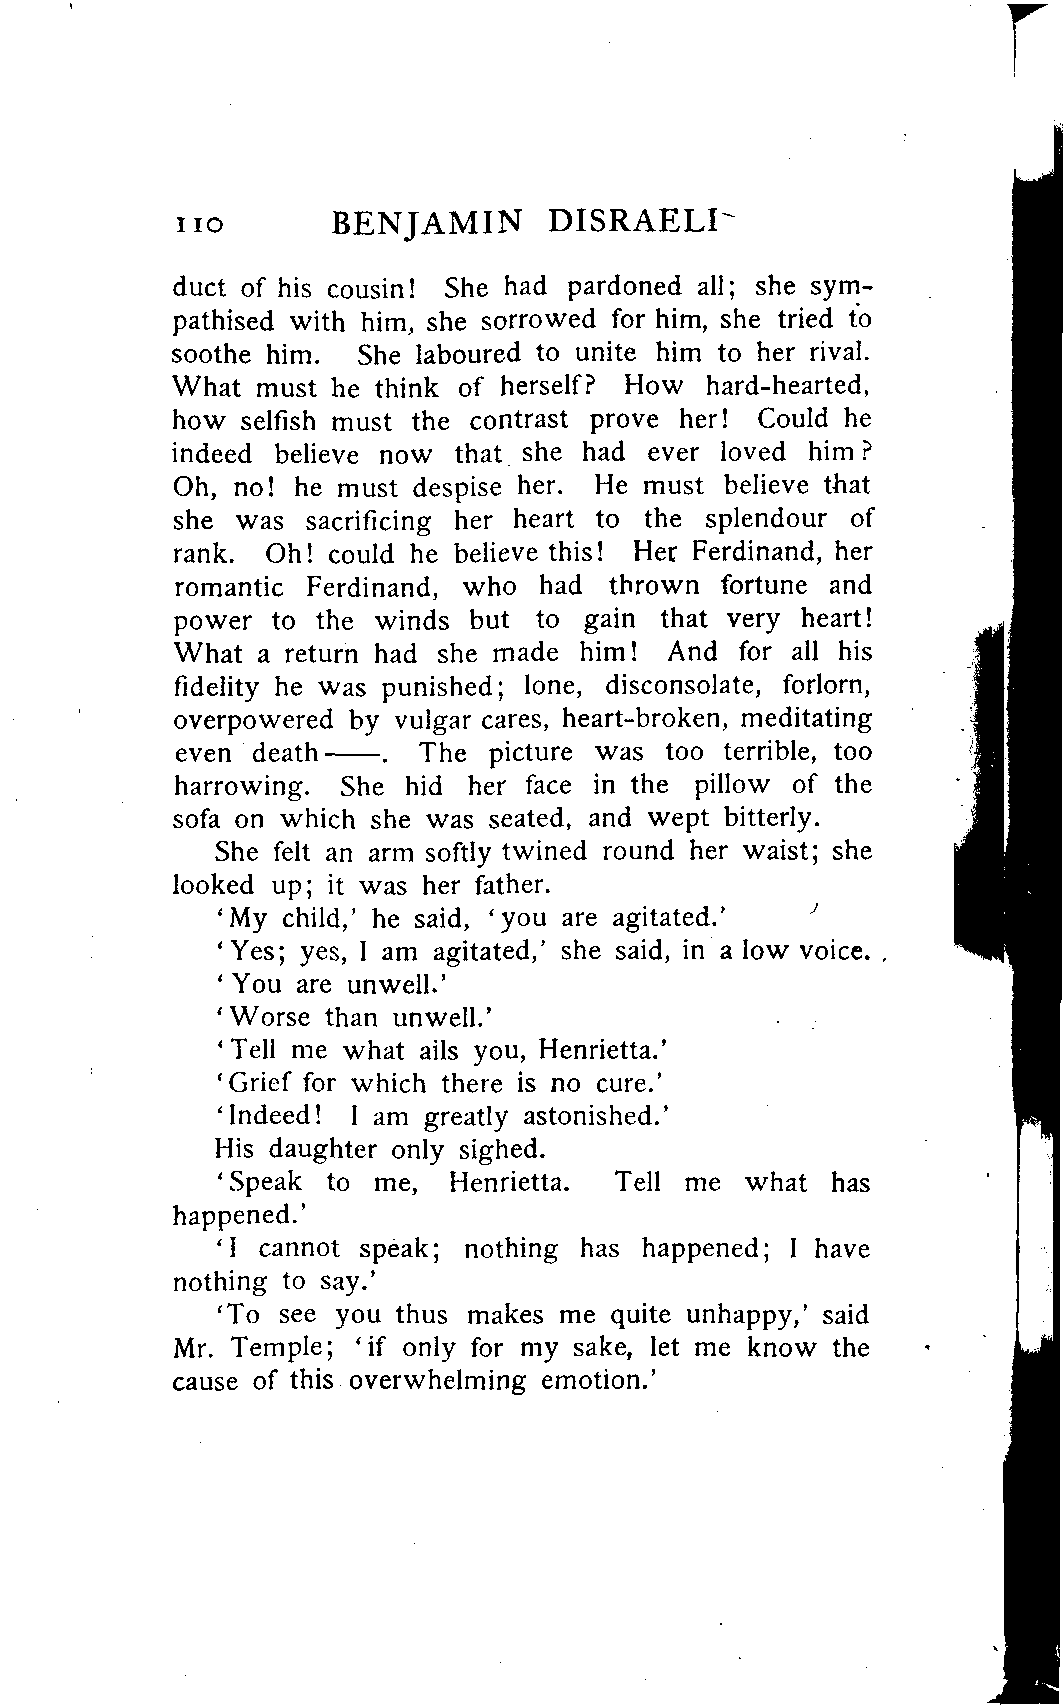 110 BENJAMIN DISRAELI
duct of his cousin! She had pardoned all; she sym-
pathised with him, she sorrowed for him, she tried to
soothe him. She laboured to unite him to her rival.
What must he think of herself? How hard-hearted,
how selfish must the contrast prove her! Could he
indeed believe now that she had ever loved him?
Oh, no! he must despise her. He must believe that
she was sacrificing her heart to the splendour of
rank. Oh! could he believe this! Her Ferdinand, her
romantic Ferdinand, who had thrown fortune and
power to the winds but to gain that very heart!
What a return had she made him! And for all his
fidelity he was punished; lone, disconsolate, forlorn,
overpowered by vulgar cares, heart-broken, meditating
even death——. The picture was too terrible, too
harrowing. She hid her face in the pillow of the
sofa on which she was seated, and wept bitterly.
She felt an arm softly twined round her waist; she
looked up; it was her father.
‘My child,’ he said, ‘you are agitated.’
‘Yes; yes, I am agitated,’ she said, in a low voice.
‘You are unwell.’
‘Worse than unwell.’
‘Tell me what ails you, Henrietta.’
‘Grief for which there is no cure.’
‘Indeed! I am greatly astonished.’
His daughter only sighed.
‘Speak to me, Henrietta. Tell me what has
happened.’
‘I cannot speak; nothing has happened; I have
nothing to say.’
‘To see you thus makes me quite unhappy,’ said
Mr. Temple; ‘if only for my sake, let me know the
cause of this overwhelming emotion.’